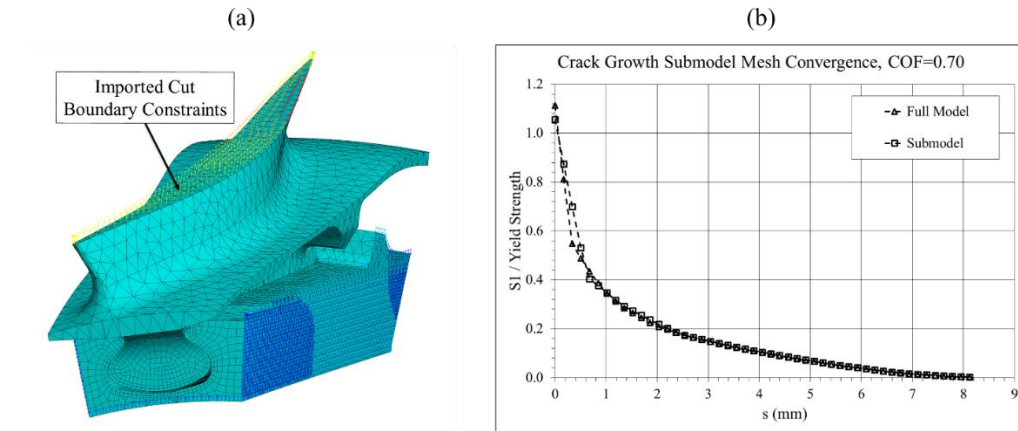 (a)
(b)
Imported Cut
Boundary Constraints
Crack Growth Submodel Mesh Convergence, COF=0.70
1.2
1.0
0.8
0.6
0.4
0.2
0.0
S1 / Yield Strength
Full Model
Submodel
0 1 2 3 4 5 6 7 8 9
s (mm)